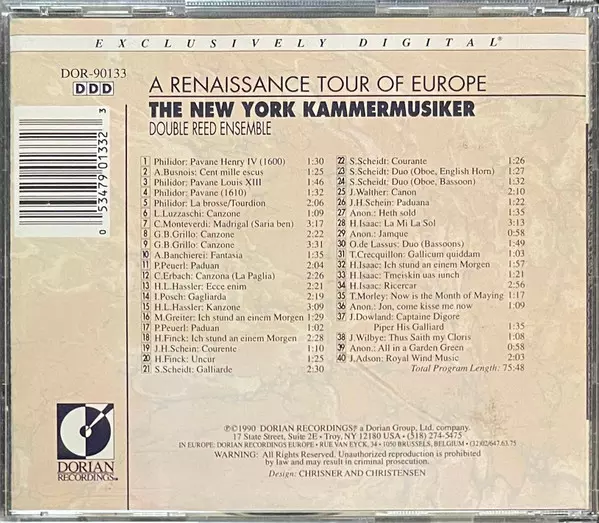 EXCLUSIVELY DIGITAL®
DOR-90133
DDD
A RENAISSANCE TOUR OF EUROPE
THE NEW YORK KAMMERMUSIKER
DOUBLE REED ENSEMBLE
0 53479 01332 3
1 Philidor: Pavane Henry IV (1600) 1:30
2 A.Busnois: Cent mille escus 1:25
3 Philidor: Pavane Louis XIII 1:46
4 Philidor: Pavane (1610) 1:32
5 Philidor: La brosse/Tourdion 2:06
6 L.Luzzaschi: Canzone 1:09
7 C.Monteverdi: Madrigal (Saria ben) 3:17
8 G.B.Grillo: Canzone 2:22
9 G.B.Grillo: Canzone 3:31
10 A.Banchierei: Fantasia 1:35
11 P.Peuerl: Paduan 2:04
12 C.Erbach: Canzona (La Paglia) 2:26
13 H.L.Hassler: Ecce enim 2:21
14 I.Posch: Gagliarda 2:19
15 H.L.Hassler: Kanzone 3:09
16 M.Greiter: Ich stund an einem Morgen 1:29
17 P.Peuerl: Paduan 1:02
18 H.Finck: Ich stund an einem Morgen 2:28
19 J.H.Schein: Courente 1:10
20 H.Finck: Uncur 1:25
21 S.Scheidt: Galliarde 2:30
22 S.Scheidt: Courante 1:26
23 S.Scheidt: Duo (Oboe, English Horn) 1:27
24 S.Scheidt: Duo (Oboe, Bassoon) 1:32
25 J.Walther: Canon 2:10
26 J.H.Schein: Paduana 1:22
27 Anon.: Heth sold 1:35
28 H.Isaac: La Mi La Sol 3:13
29 Anon.: Jamque 0:58
30 O.de Lassus: Duo (Bassoons) 1:49
31 T.Crecquillon: Gallicum quiddam 1:03
32 H.Isaac: Ich stund an einem Morgen 1:57
33 H.Isaac: Tmeiskin uas iunch 1:21
34 H.Isaac: Ricercar 2:56
35 T.Morley: Now is the Month of Maying 1:17
36 Anon.: Jon, come kisse me now 1:09
37 J.Dowland: Captaine Digore
Piper His Galliard 1:35
38 J.Wilbye: Thus Saith my Cloris 1:08
39 Anon.: All in a Garden Green 0:58
40 J.Adson: Royal Wind Music 2:03
Total Program Length: 75:48
DORIAN
RECORDINGS™
℗©1990 DORIAN RECORDINGS® a Dorian Group, Ltd. company.
17 State Street, Suite 2E • Troy, NY 12180 USA • (518) 274-5475
IN EUROPE: DORIAN RECORDINGS EUROPE • RUE VAN EYCK, 34 • 1050 BRUSSELS, BELGIUM • (32.02)/647.63.75
WARNING: All Rights Reserved. Unauthorized reproduction is prohibited
by law and may result in criminal prosecution.
Design: CHRISNER AND CHRISTENSEN